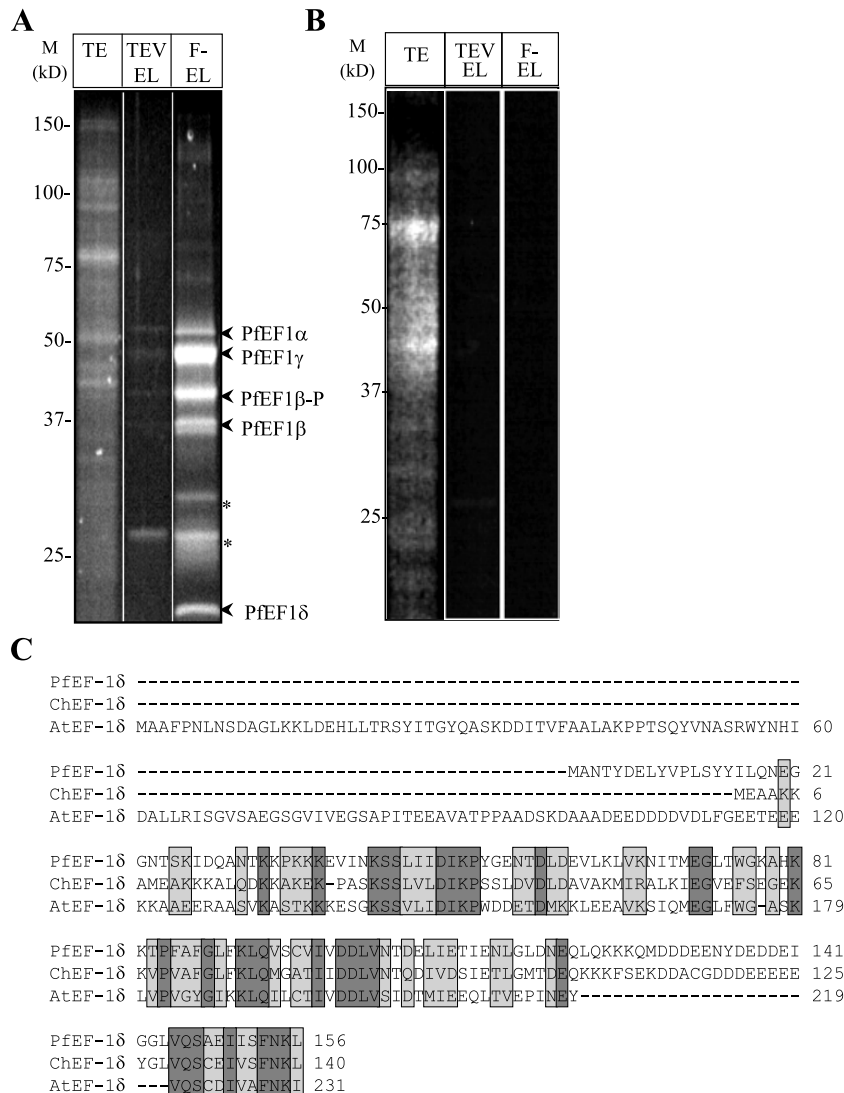 A
B
M (kD)
TE
TEV EL
F-EL
TE
TEV EL
F-EL
M (kD)
150-
100-
75-
50-
37-
25-
PfEF1α
PfEF1γ
PfEF1β-P
PfEF1β
*
*
PfEF1δ
150-
100-
75-
50-
37-
25-
C
PfEF-1δ ------------------------------------------------------------
ChEF-1δ ------------------------------------------------------------
AtEF-1δ MAAFPNLNSDAGLKKLDEHLLTRSYITGYQASKDDITVFAALAKPPTSQYVNASRWYNHI 60
PfEF-1δ ---------------------------------------MANTYDELYVPLSYYILQNEG 21
ChEF-1δ ------------------------------------------------------MEAAKK 6
AtEF-1δ DALLRISGVSAEGSGVIVEGSAPITEEAVATPPAADSKDAAADEEDDDDVDLFGEETEEE 120
PfEF-1δ GNTSKIDQANTKKPKKKEVINKSSLIIDIKPYGENTDLDEVLKLVKNITMEGLTWGKAHK 81
ChEF-1δ AMEAKKKALQDKKAKEK-PASKSSLVLDIKPSSLDVDLDAVAKMIRALKIEGVEFSEGEK 65
AtEF-1δ KKAAEERAASVKASTKKKESGKSSVLIDIKPWDDETDMKKLEEAVKSIQMEGLFWG-ASK 179
PfEF-1δ KTPFAFGLFKLQVSCVIVDDLVNTDELIETIENLGLDNEQLQKKKQMDDDEENYDEDDEI 141
ChEF-1δ KVPVAFGLFKLQMGATIIDDLVNTQDIVDSIETLGMTDEQKKKFSEKDDACGDDDEEEEE 125
AtEF-1δ LVPVGYGIKKLQILCTIVDDLVSIDTMIEEQLTVEPINEY-------------------- 219
PfEF-1δ GGLVQSAEIISFNKL 156
ChEF-1δ YGLVQSCEIVSFNKL 140
AtEF-1δ ---VQSCDIVAFNKI 231